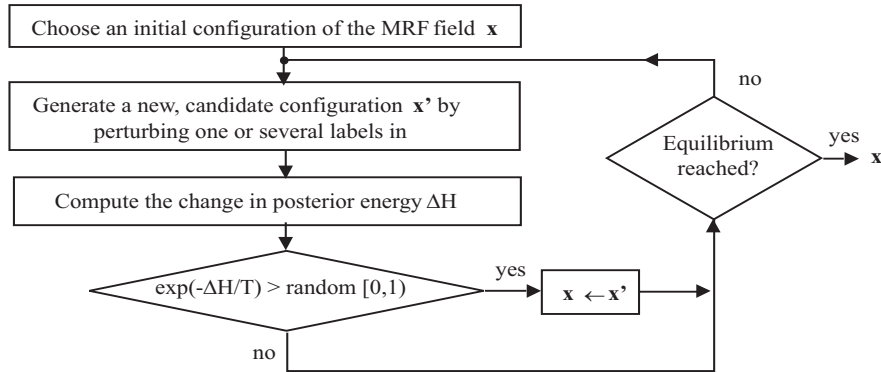 Choose an initial configuration of the MRF field x
no
Generate a new, candidate configuration x' by
perturbing one or several labels in
Equilibrium
reached?
yes
x
Compute the change in posterior energy ΔH
exp(-ΔH/T) > random [0,1)
yes
x ← x'
no